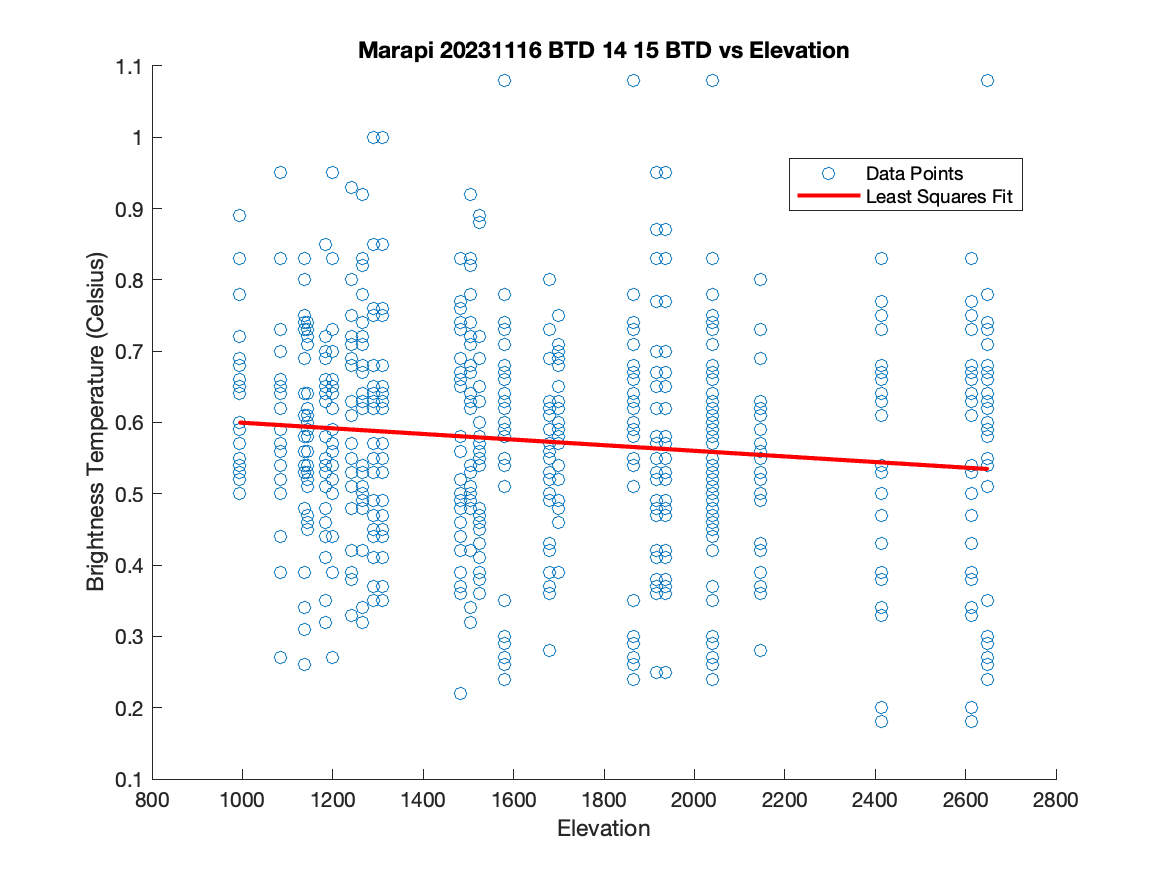 Marapi 20231116 BTD 14 15 BTD vs Elevation
1.1
1
0.9
0.8
0.7
0.6
0.5
0.4
0.3
0.2
0.1
Brightness Temperature (Celsius)
Data Points
Least Squares Fit
800 1000 1200 1400 1600 1800 2000 2200 2400 2600 2800
Elevation